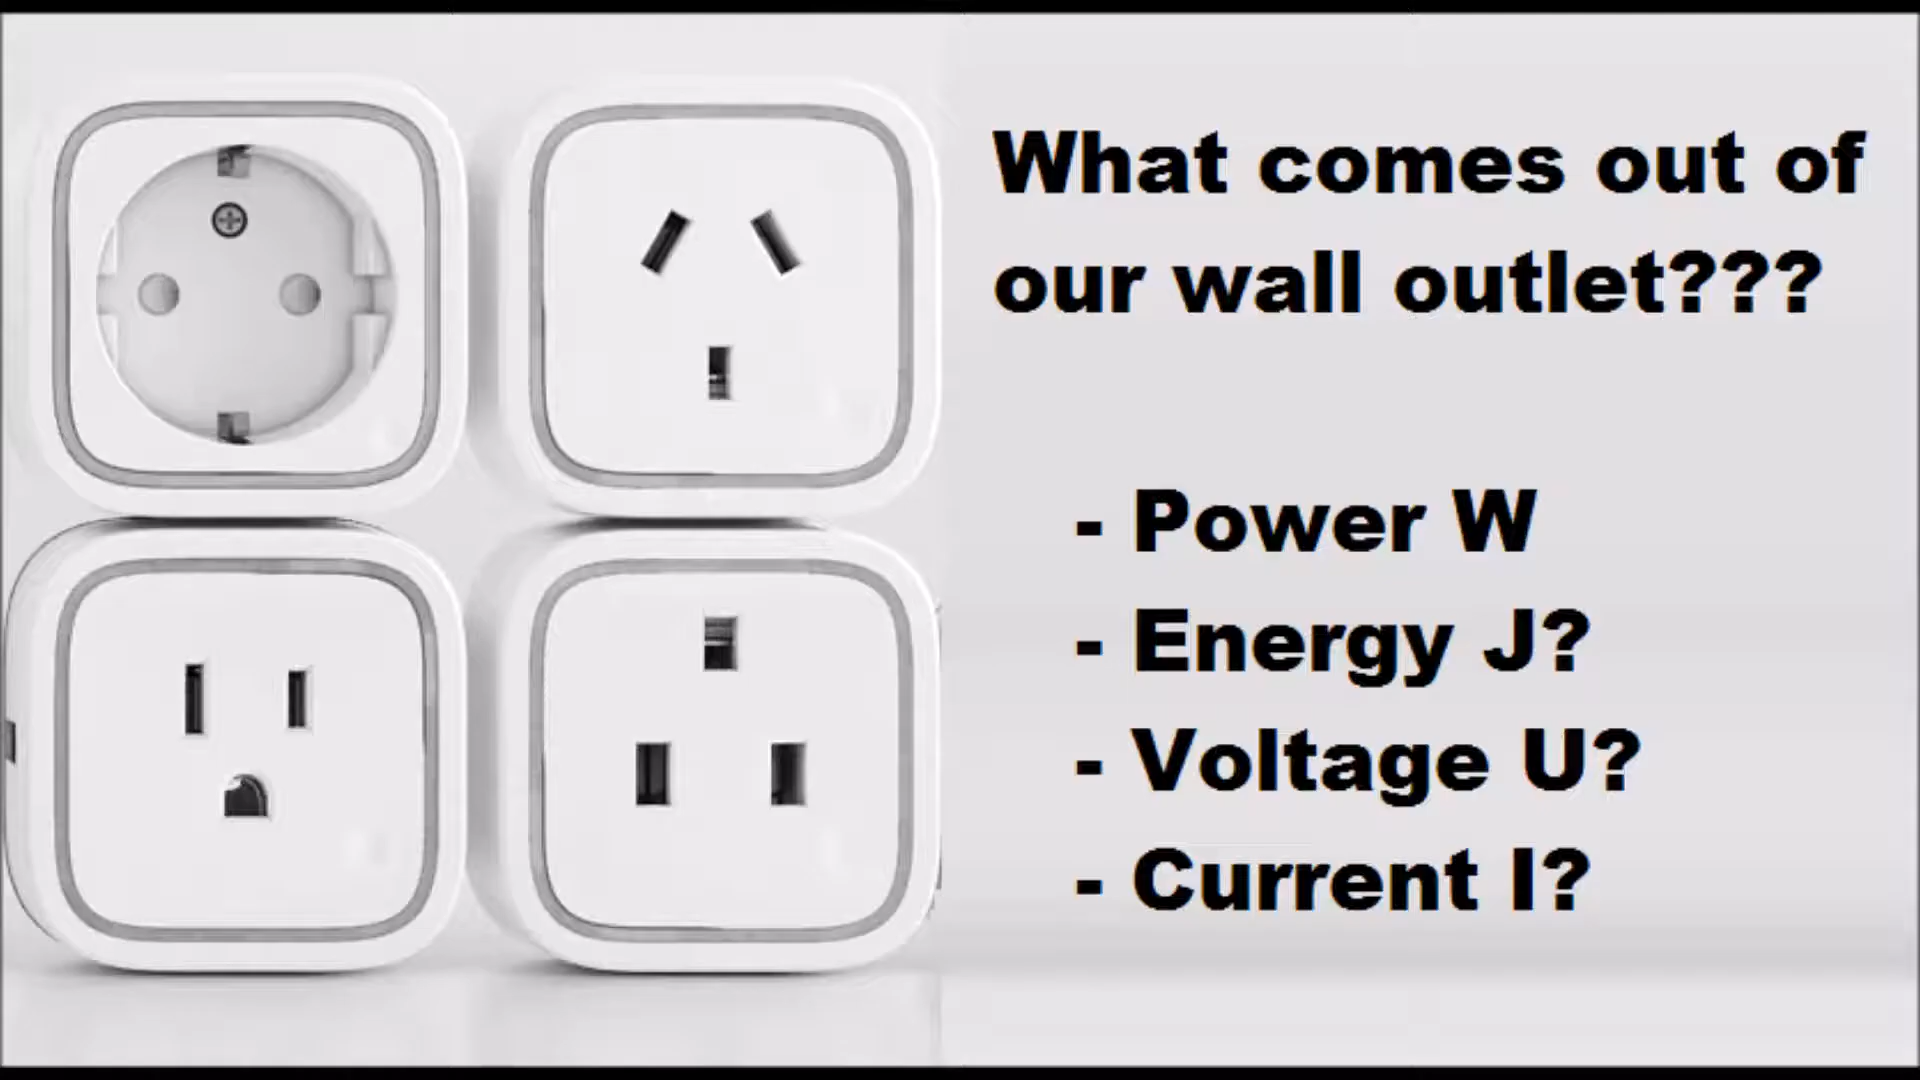 What comes out of
our wall outlet???
- Power W
- Energy J?
- Voltage U?
- Current I?